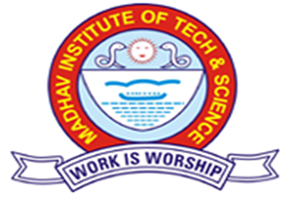 MADHAV INSTITUTE OF TECH & SCIENCE
WORK IS WORSHIP